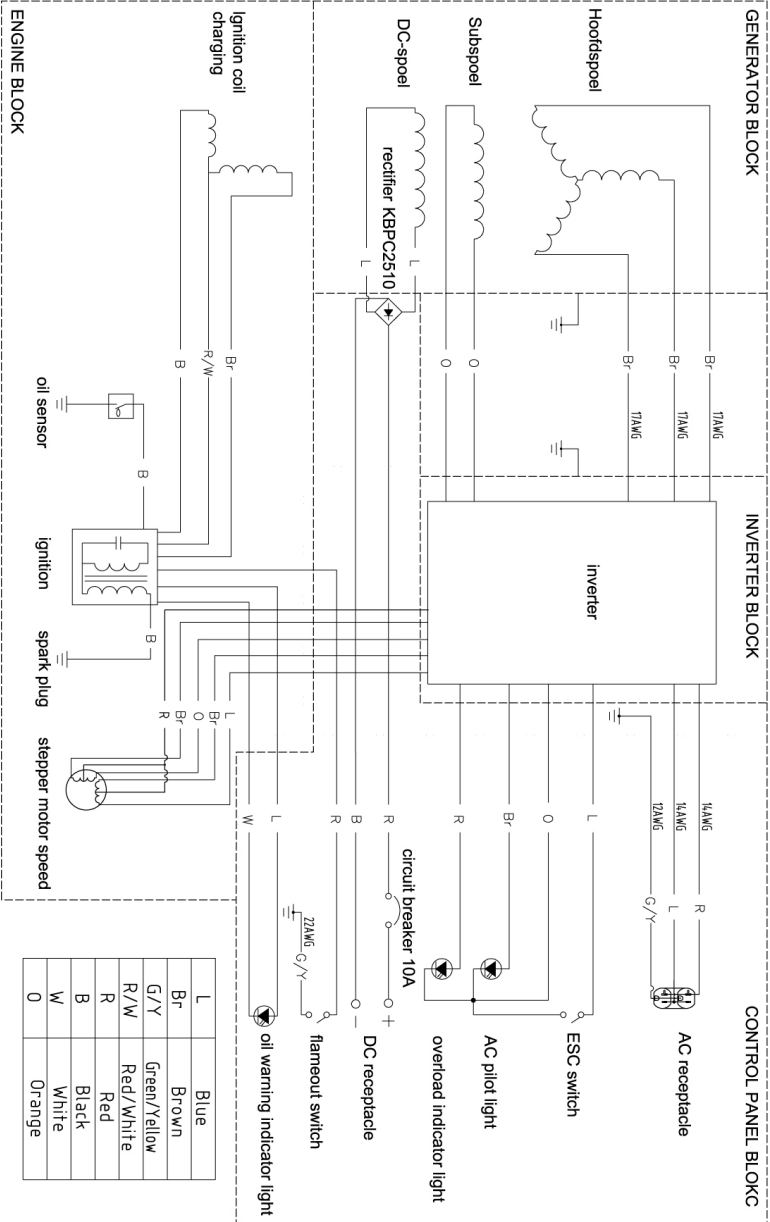 GENERATOR BLOCK
INVERTER BLOCK
CONTROL PANEL BLOKC
Hoofdspoel
Br
17AWG
Br
17AWG
Br
17AWG
14AWG
R
14AWG
L
12AWG
G/Y
AC receptacle
Subspoel
O
O
inverter
L
ESC switch
O
Br
AC pilot light
R
overload indicator light
DC-spoel
rectifier KBPC2510
L
L
circuit breaker 10A
R
+
B
−
DC receptacle
R
22AWG
G/Y
flameout switch
L
W
oil warning indicator light
Ignition coil
charging
Br
R/W
B
L
Br
O
Br
R
B
B
oil sensor
ignition
spark plug
stepper motor speed
ENGINE BLOCK
L Blue
Br Brown
G/Y Green/Yellow
R/W Red/White
R Red
B Black
W White
O Orange